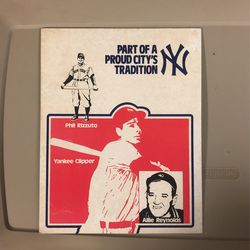 PART OF A
PROUD CITY'S
TRADITION
NY
Phil Rizzuto
Yankee Clipper
Allie Reynolds